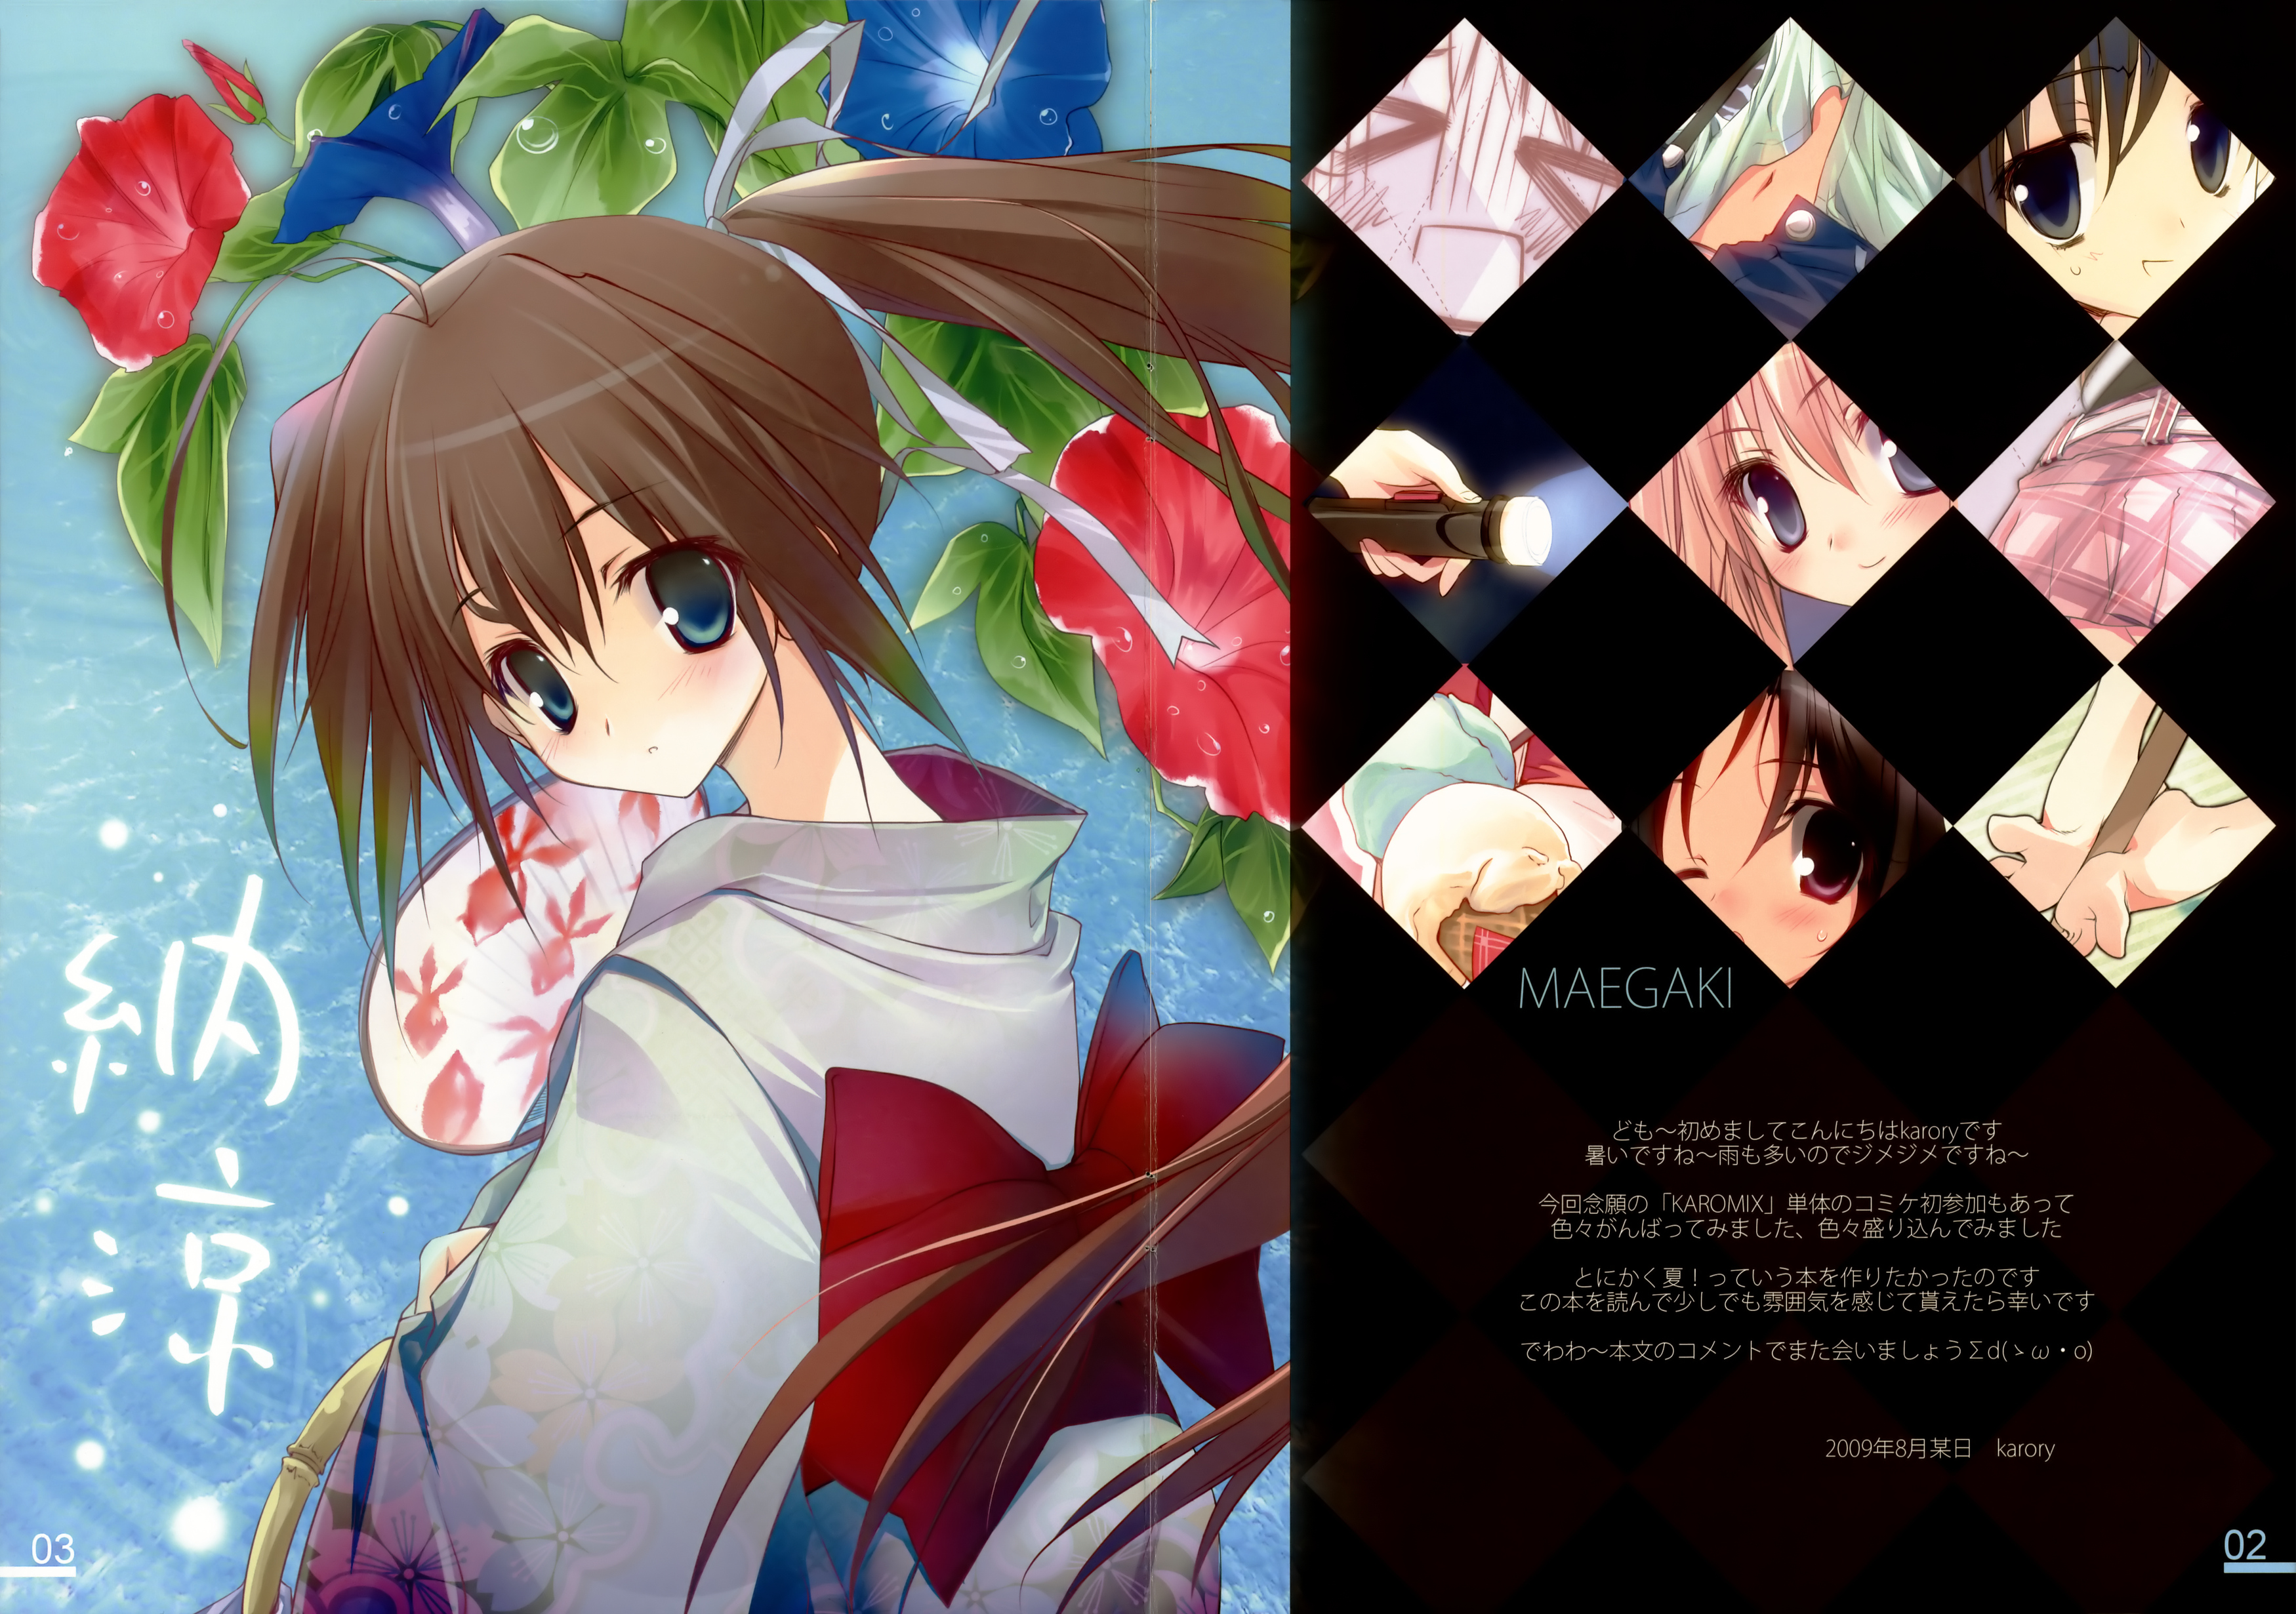 MAEGAKI
ども〜初めましてこんにちはkaroryです
暑いですね〜雨も多いのでジメジメですね〜
今回念願の「KAROMIX」単体のコミケ初参加もあって
色々がんばってみました、色々盛り込んでみました
とにかく夏！っていう本を作りたかったのです
この本を読んで少しでも雰囲気を感じて貰えたら幸いです
でわわ〜本文のコメントでまた会いましょうΣd(ゝω・o)
2009年8月某日　karory
02
納涼
03